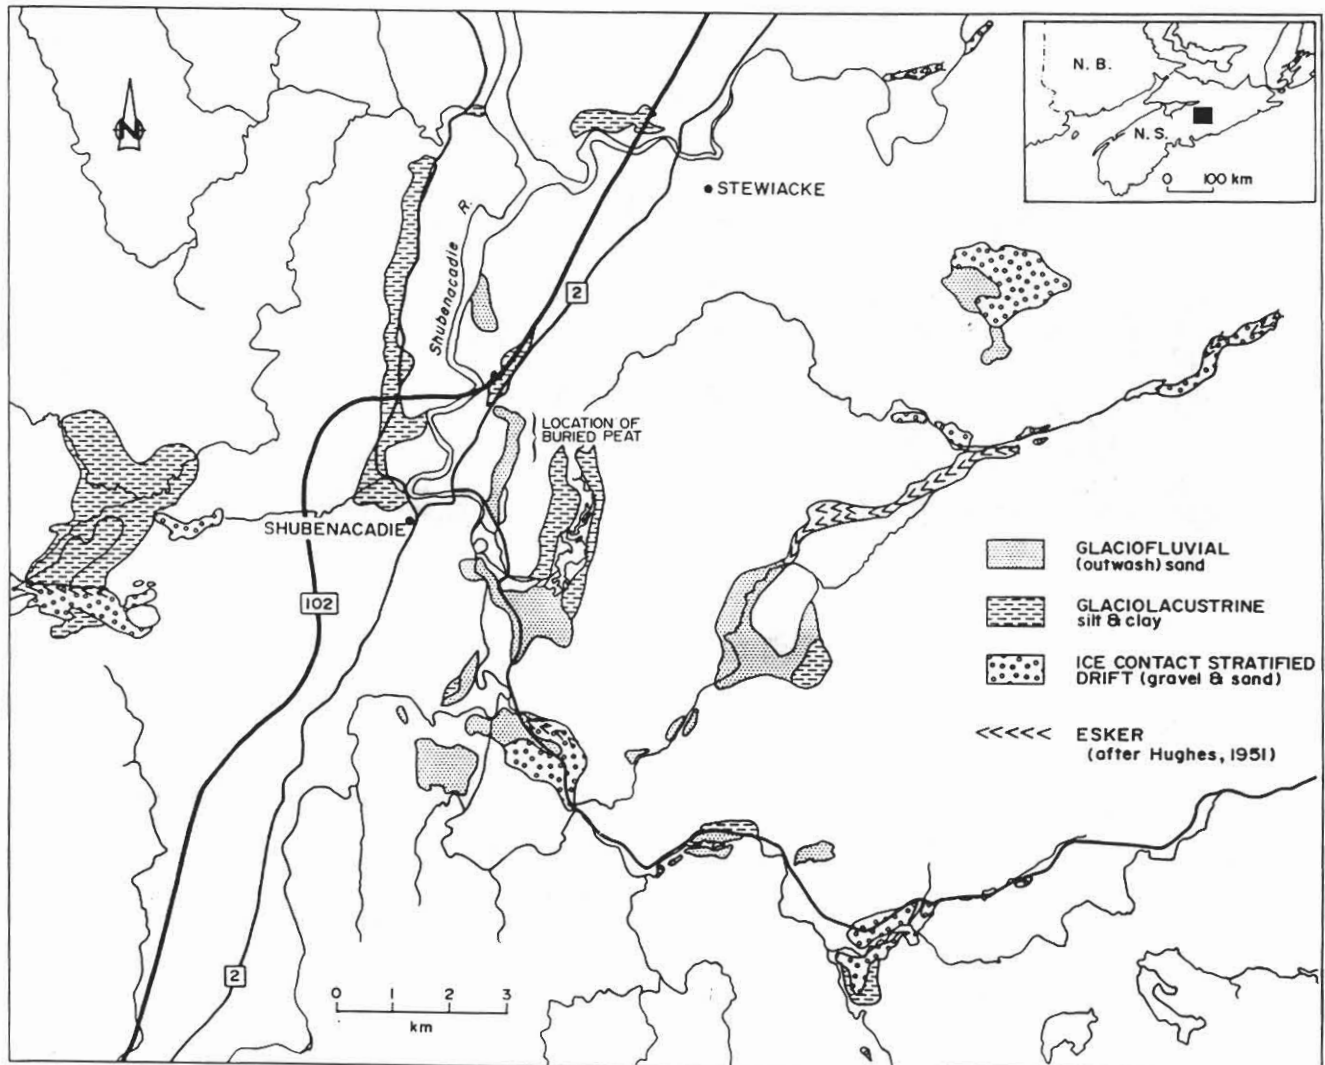 N
N. B.
N. S.
0 100 km
STEWIACKE
Shubenacadie R.
2
LOCATION OF
BURIED PEAT
SHUBENACADIE
102
GLACIOFLUVIAL
(outwash) sand
GLACIOLACUSTRINE
silt & clay
ICE CONTACT STRATIFIED
DRIFT (gravel & sand)
<<<<< ESKER
(after Hughes, 1951)
2
0 1 2 3
km